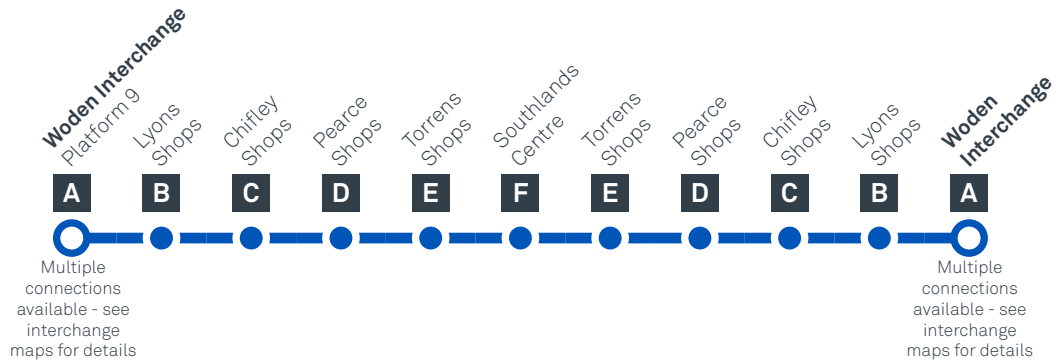 Woden Interchange
Platform 9
Lyons
Shops
Chifley
Shops
Pearce
Shops
Torrens
Shops
Southlands
Centre
Torrens
Shops
Pearce
Shops
Chifley
Shops
Lyons
Shops
Woden
Interchange
A
B
C
D
E
F
E
D
C
B
A
Multiple
connections
available - see
interchange
maps for details
Multiple
connections
available - see
interchange
maps for details